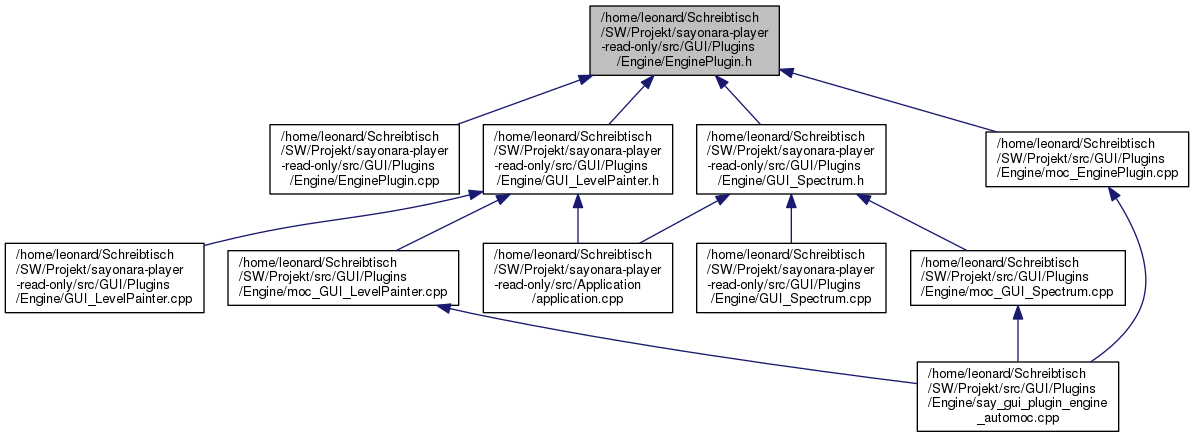 /home/leonard/Schreibtisch
/SW/Projekt/sayonara-player
-read-only/src/GUI/Plugins
/Engine/EnginePlugin.h
/home/leonard/Schreibtisch
/SW/Projekt/sayonara-player
-read-only/src/GUI/Plugins
/Engine/EnginePlugin.cpp
/home/leonard/Schreibtisch
/SW/Projekt/sayonara-player
-read-only/src/GUI/Plugins
/Engine/GUI_LevelPainter.h
/home/leonard/Schreibtisch
/SW/Projekt/sayonara-player
-read-only/src/GUI/Plugins
/Engine/GUI_Spectrum.h
/home/leonard/Schreibtisch
/SW/Projekt/src/GUI/Plugins
/Engine/moc_EnginePlugin.cpp
/home/leonard/Schreibtisch
/SW/Projekt/sayonara-player
-read-only/src/GUI/Plugins
/Engine/GUI_LevelPainter.cpp
/home/leonard/Schreibtisch
/SW/Projekt/src/GUI/Plugins
/Engine/moc_GUI_LevelPainter.cpp
/home/leonard/Schreibtisch
/SW/Projekt/sayonara-player
-read-only/src/Application
/application.cpp
/home/leonard/Schreibtisch
/SW/Projekt/sayonara-player
-read-only/src/GUI/Plugins
/Engine/GUI_Spectrum.cpp
/home/leonard/Schreibtisch
/SW/Projekt/src/GUI/Plugins
/Engine/moc_GUI_Spectrum.cpp
/home/leonard/Schreibtisch
/SW/Projekt/src/GUI/Plugins
/Engine/say_gui_plugin_engine
_automoc.cpp